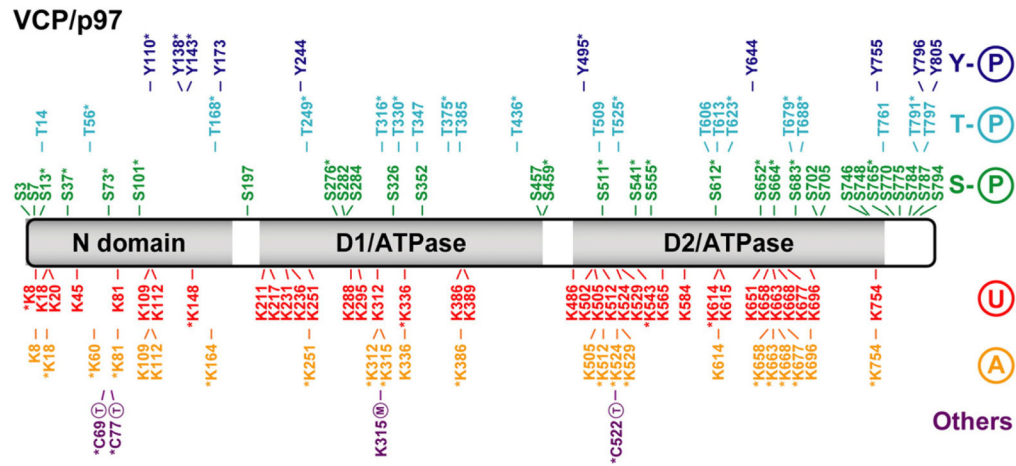 VCP/p97
Y110* Y138* Y143* Y173 Y244 Y495* Y644 Y755 Y796 Y805 Y-P
T14 T56* T168* T249* T316* T330* T347 T375* T385 T436* T509 T525* T606 T613 T623* T679* T688* T761 T791* T797 T-P
S3 S7 S13* S37* S73* S101* S197 S276* S282 S284 S326 S352 S457 S459* S511* S541* S555* S612* S652* S664* S683* S702 S705 S746 S748 S765* S770 S775 S784 S787 S794 S-P
N domain D1/ATPase D2/ATPase
*K8 K18 K20 K45 K81 K109 K112 *K148 K211 K217 K231 K236 K251 K288 K295 K312 *K336 K386 K389 K486 K502 K505 K512 K524 K529 *K543 K565 K584 *K614 K615 K651 K658 K663 K668 K677 K696 K754 U
K8 *K18 *K60 *K81 K109 K112 *K164 *K251 *K312 *K315 K336 *K386 K505 *K512 *K524 *K529 K614 *K658 *K663 *K668 *K677 K696 *K754 A
*C69 T *C77 T K315 M *C522 T Others